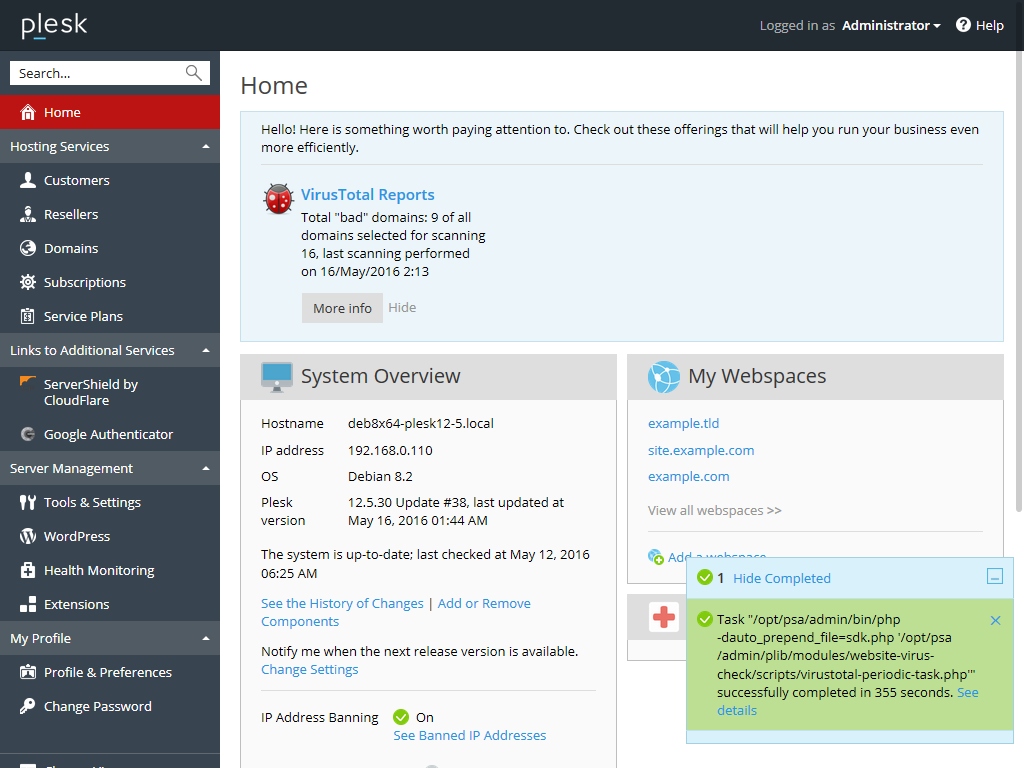 plesk
Logged in as Administrator
Help
Search...
Home
Hosting Services
Customers
Resellers
Domains
Subscriptions
Service Plans
Links to Additional Services
ServerShield by
CloudFlare
Google Authenticator
Server Management
Tools & Settings
WordPress
Health Monitoring
Extensions
My Profile
Profile & Preferences
Change Password
Home
Hello! Here is something worth paying attention to. Check out these offerings that will help you run your business even
more efficiently.
VirusTotal Reports
Total "bad" domains: 9 of all
domains selected for scanning
16, last scanning performed
on 16/May/2016 2:13
More info Hide
System Overview
Hostname deb8x64-plesk12-5.local
IP address 192.168.0.110
OS Debian 8.2
Plesk 12.5.30 Update #38, last updated at
version May 16, 2016 01:44 AM
The system is up-to-date; last checked at May 12, 2016
06:25 AM
See the History of Changes | Add or Remove
Components
Notify me when the next release version is available.
Change Settings
IP Address Banning On
See Banned IP Addresses
My Webspaces
example.tld
site.example.com
example.com
View all webspaces >>
Add a webspace
1 Hide Completed
Task "/opt/psa/admin/bin/php
-dauto_prepend_file=sdk.php '/opt/psa
/admin/plib/modules/website-virus-
check/scripts/virustotal-periodic-task.php'"
successfully completed in 355 seconds. See
details